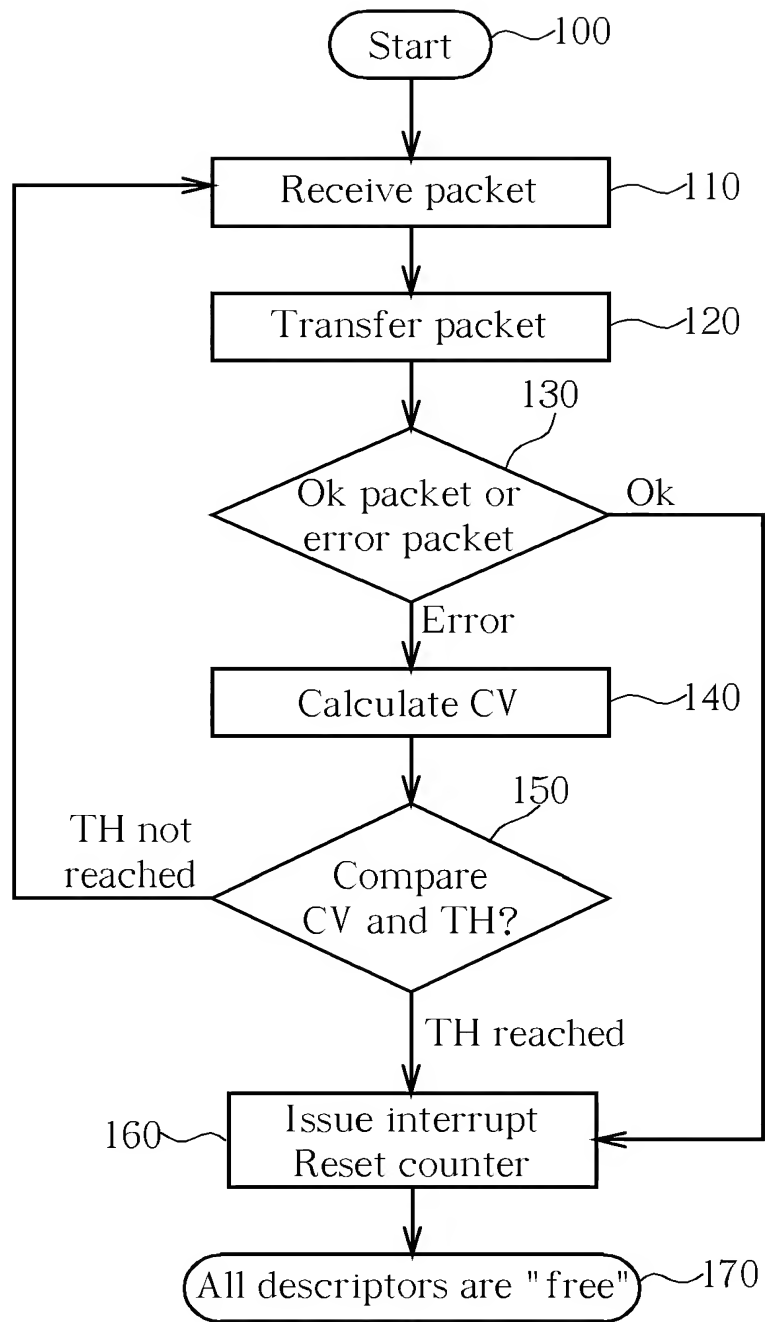 Start
100
Receive packet
110
Transfer packet
120
130
Ok packet or
error packet
Ok
Error
Calculate CV
140
150
TH not
reached
Compare
CV and TH?
TH reached
160
Issue interrupt
Reset counter
All descriptors are "free"
170